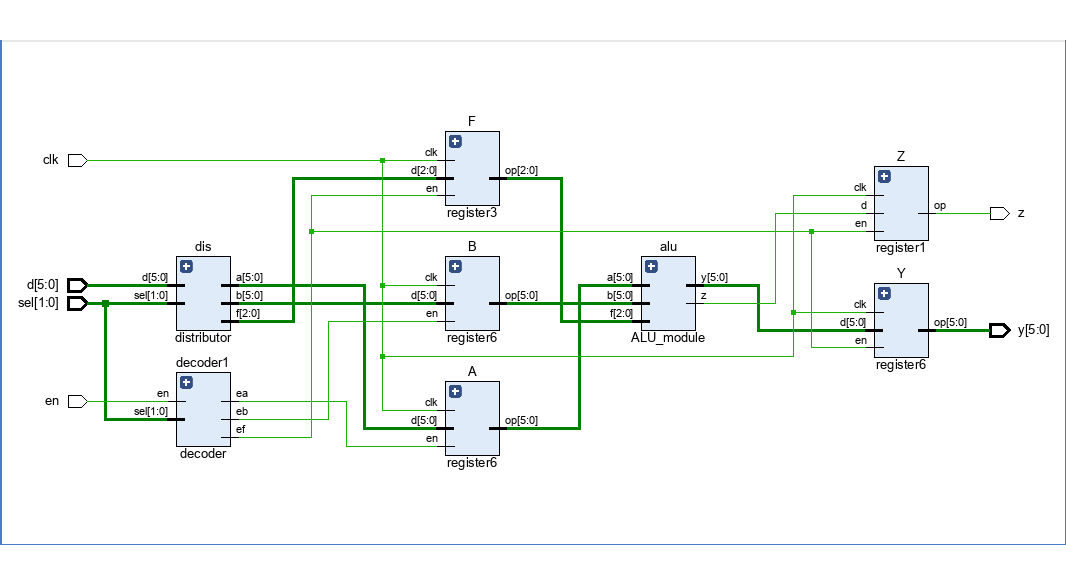 clk
d[5:0]
sel[1:0]
en
dis
d[5:0]
sel[1:0]
a[5:0]
b[5:0]
f[2:0]
distributor
decoder1
en
sel[1:0]
ea
eb
ef
decoder
F
clk
d[2:0]
en
op[2:0]
register3
B
clk
d[5:0]
en
op[5:0]
register6
A
clk
d[5:0]
en
op[5:0]
register6
alu
a[5:0]
b[5:0]
f[2:0]
y[5:0]
z
ALU_module
Z
clk
d
en
op
register1
Y
clk
d[5:0]
en
op[5:0]
register6
z
y[5:0]